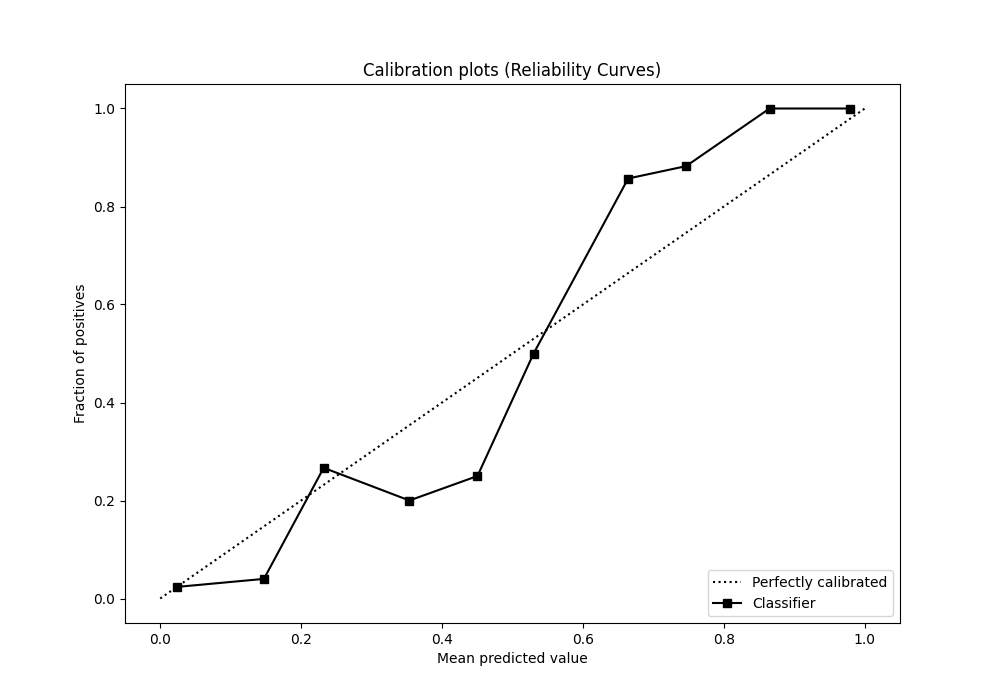 Calibration plots (Reliability Curves)
1.0
0.8
0.6
0.4
0.2
0.0
Fraction of positives
0.0 0.2 0.4 0.6 0.8 1.0
Mean predicted value
Perfectly calibrated
Classifier